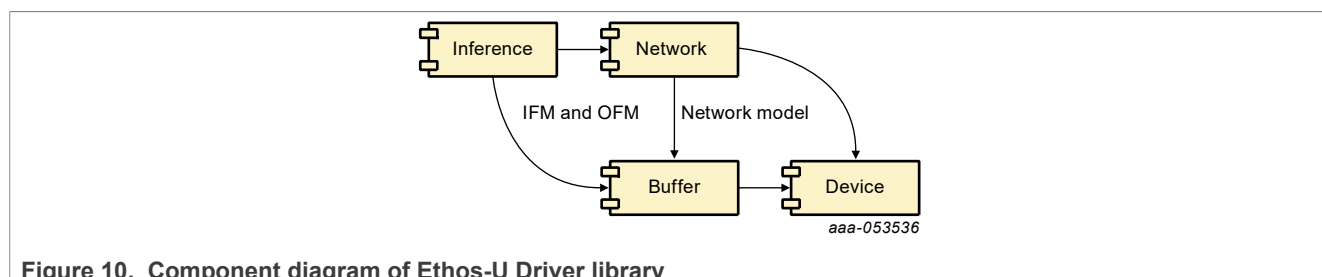 Inference
Network
IFM and OFM
Network model
Buffer
Device
aaa-053536
Figure 10. Component diagram of Ethos-U Driver library